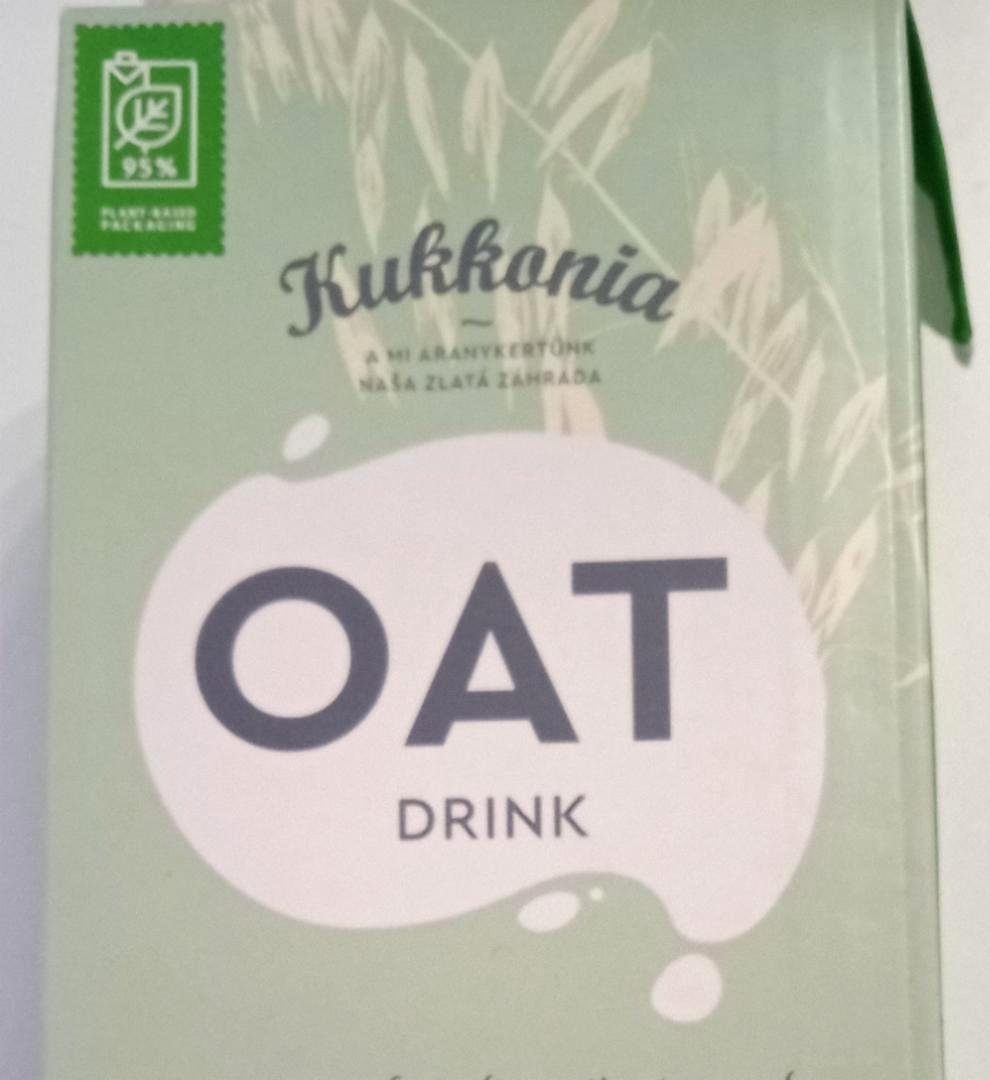 95%
PLANT-BASED
PACKAGING
Kukkonia
~
A MI ARANYKERTÜNK
NAŠA ZLATÁ ZÁHRADA
OAT
DRINK